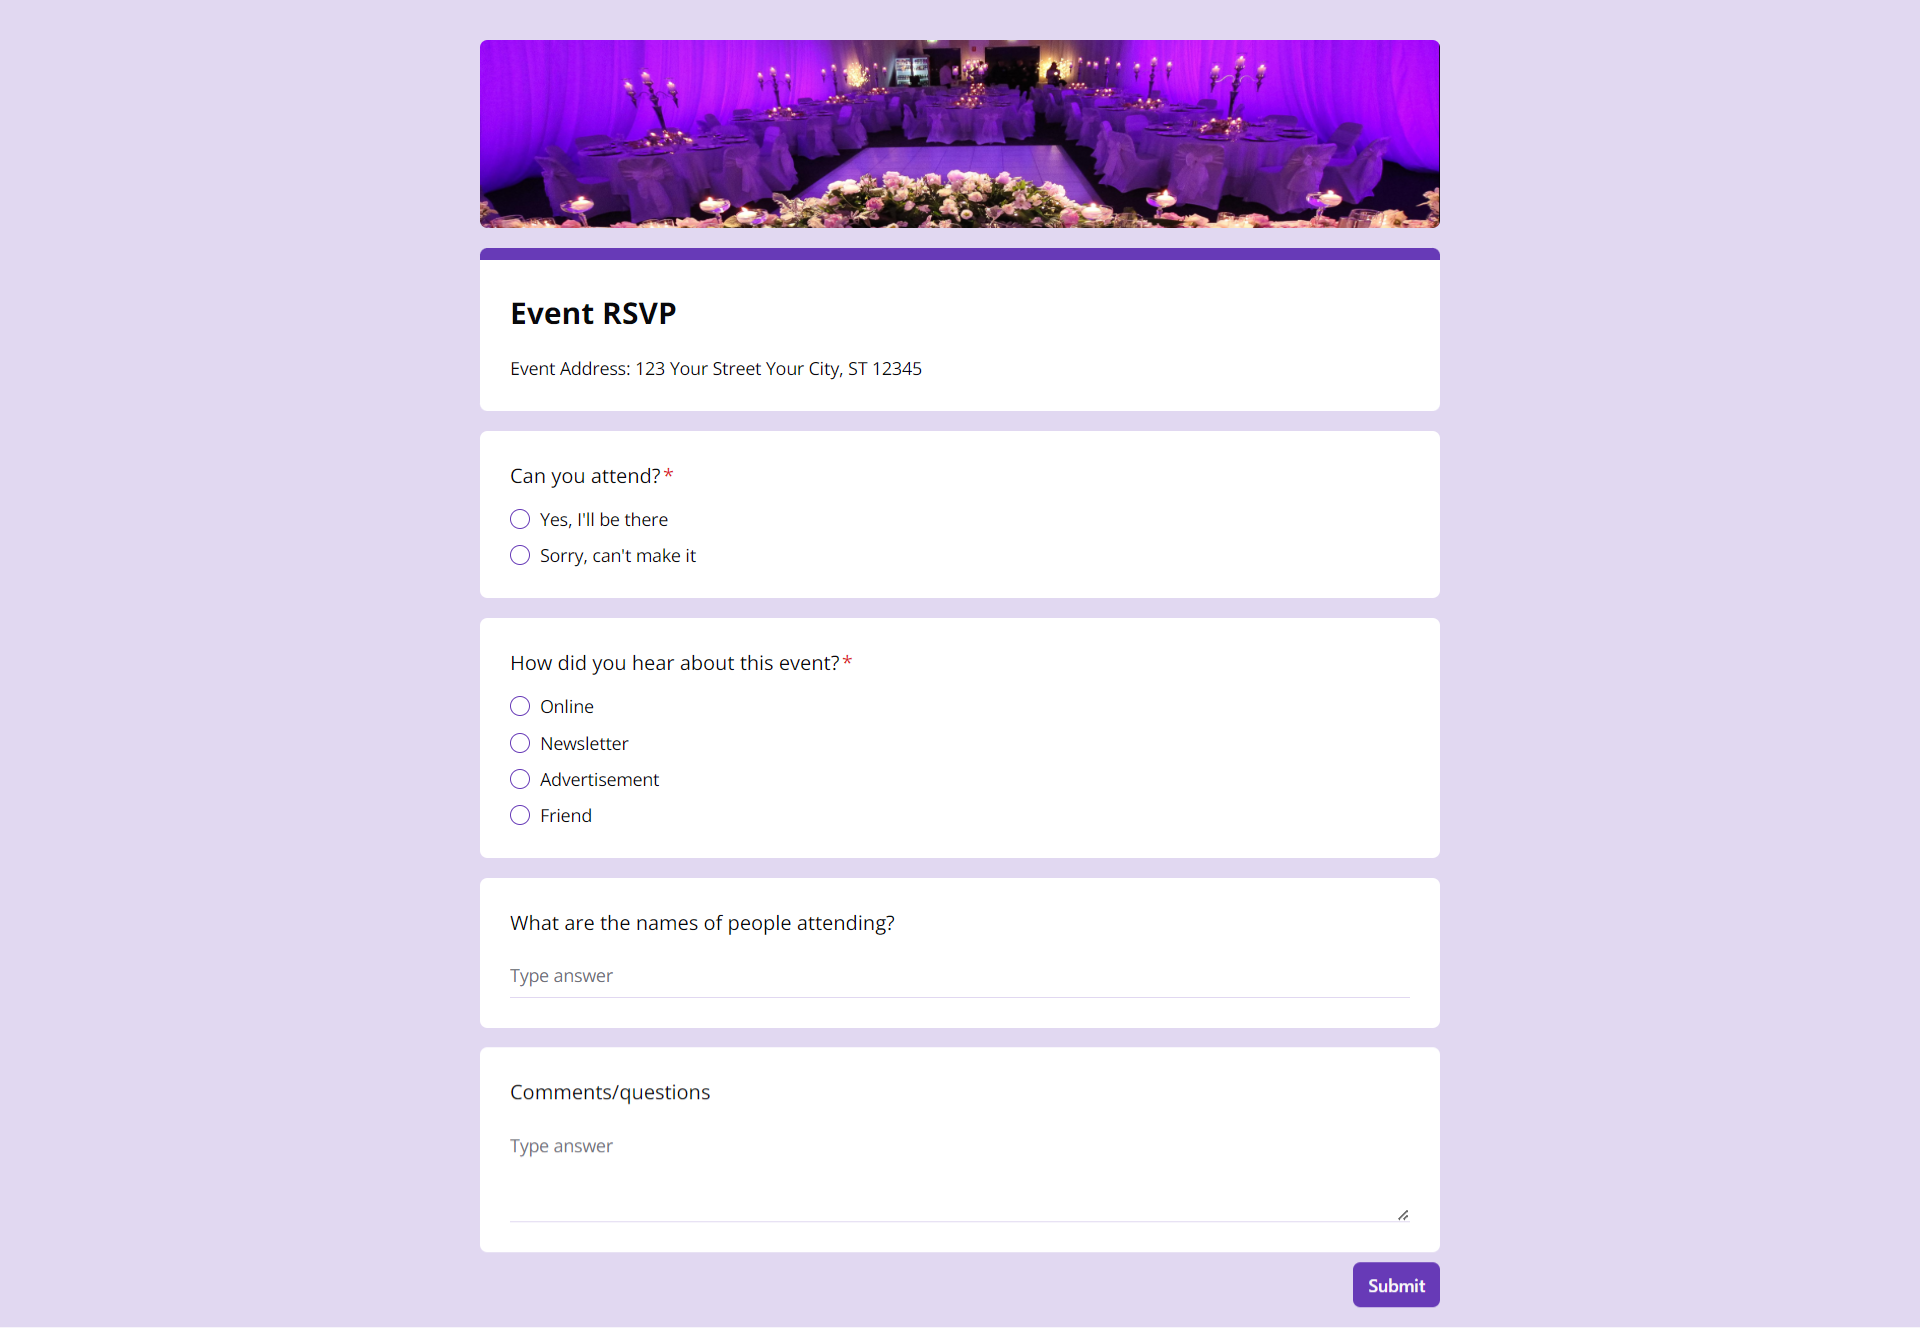 Event RSVP
Event Address: 123 Your Street Your City, ST 12345
Can you attend?*
Yes, I'll be there
Sorry, can't make it
How did you hear about this event?*
Online
Newsletter
Advertisement
Friend
What are the names of people attending?
Type answer
Comments/questions
Type answer
Submit